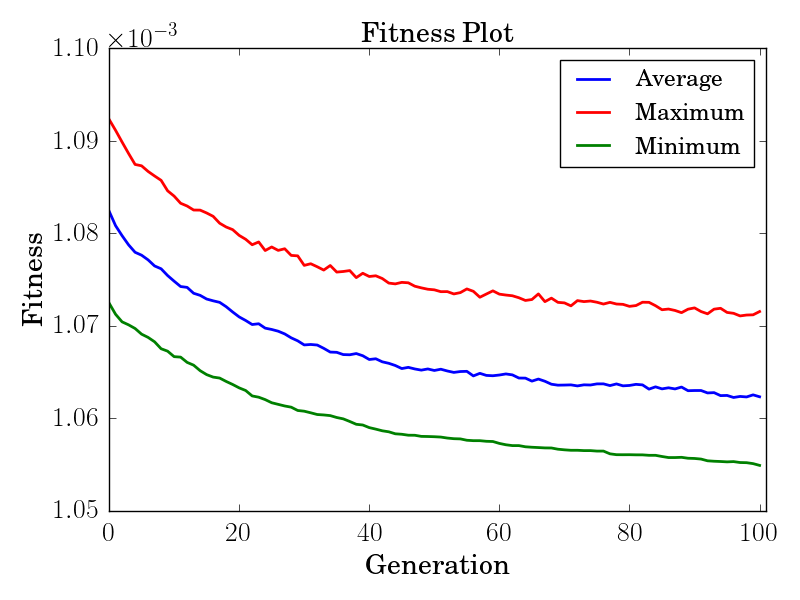 Fitness Plot
×10⁻³
1.10
1.09
1.08
1.07
1.06
1.05
Fitness
Average
Maximum
Minimum
0 20 40 60 80 100
Generation